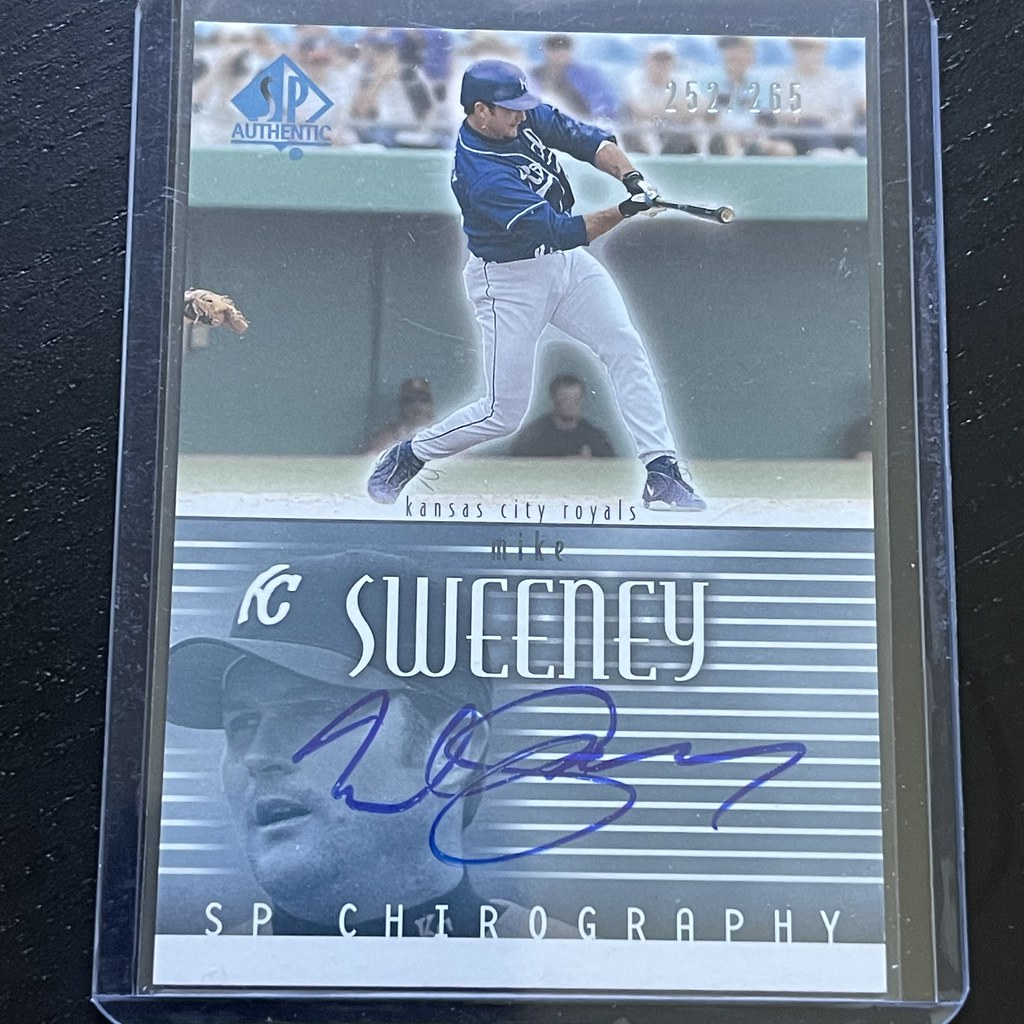 SP
AUTHENTIC
252/265
kansas city royals
mike
SWEENEY
KC
SP CHIROGRAPHY